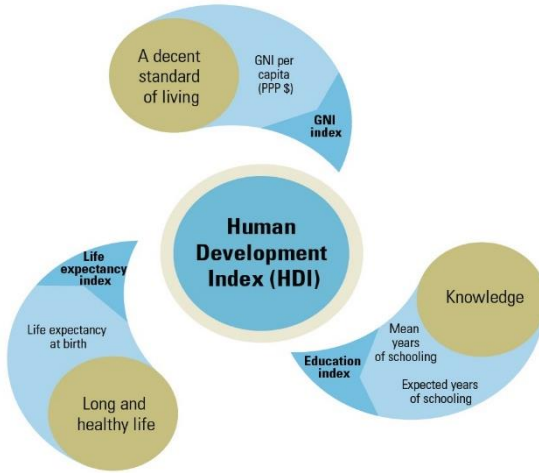 A decent
standard
of living
GNI per
capita
(PPP $)
GNI
index
Human
Development
Index (HDI)
Life
expectancy
index
Life expectancy
at birth
Long and
healthy life
Knowledge
Mean
years
of schooling
Education
index
Expected years
of schooling